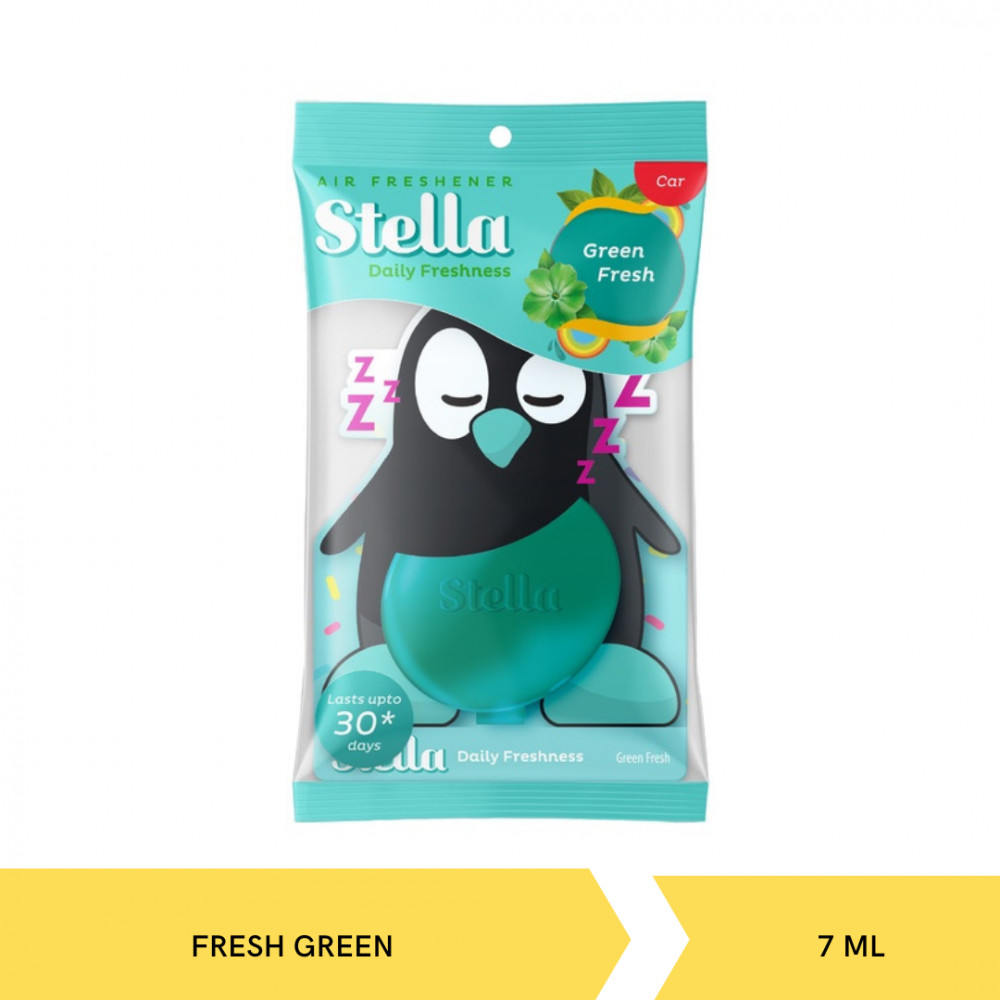 AIR FRESHENER
Stella
Daily Freshness
Car
Green
Fresh
Z
Z
Z
Z
Z
Z
Stella
Lasts upto
30*
days
Stella Daily Freshness Green Fresh
FRESH GREEN
7 ML